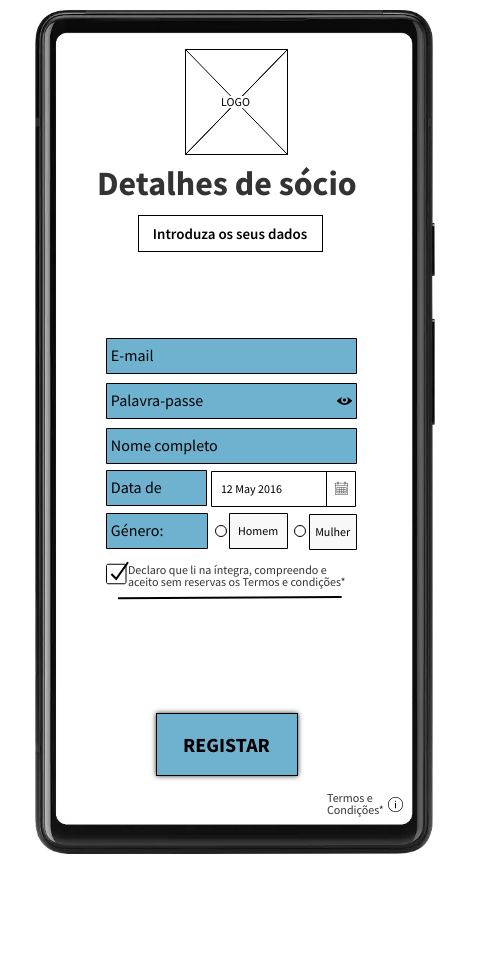 LOGO
Detalhes de sócio
Introduza os seus dados
E-mail
Palavra-passe
Nome completo
Data de
12 May 2016
Género:
Homem
Mulher
Declaro que li na íntegra, compreendo e
aceito sem reservas os Termos e condições*
REGISTAR
Termos e
Condições*
i